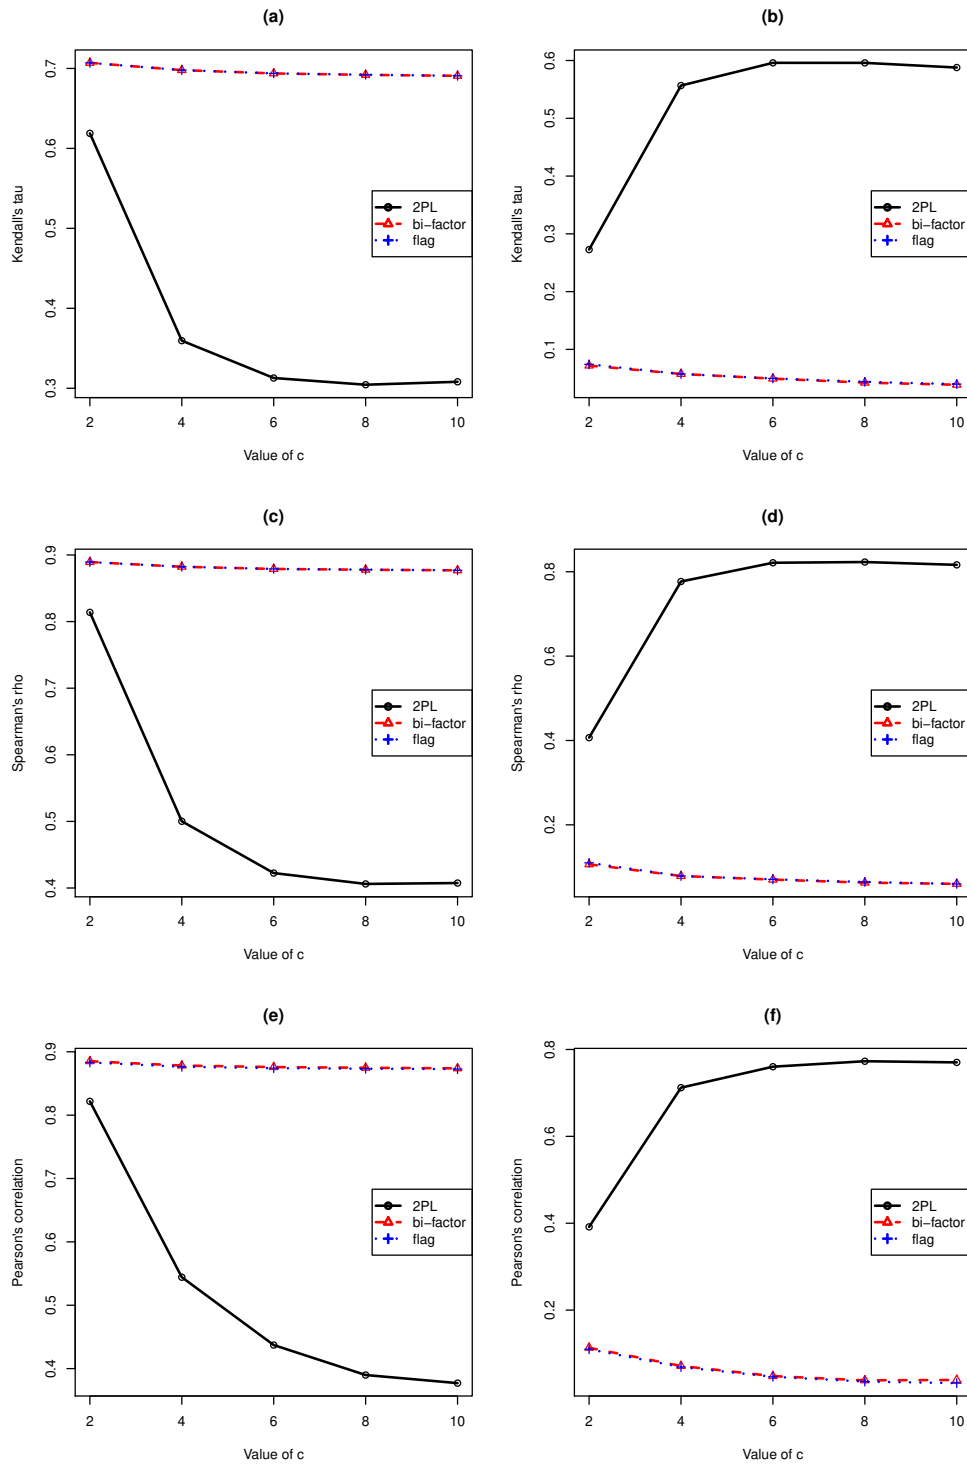 (a)
Kendall's tau
0.7
0.6
0.5
0.4
0.3
2PL
bi−factor
flag
2 4 6 8 10
Value of c
(b)
Kendall's tau
0.6
0.5
0.4
0.3
0.2
0.1
2PL
bi−factor
flag
2 4 6 8 10
Value of c
(c)
Spearman's rho
0.9
0.8
0.7
0.6
0.5
0.4
2PL
bi−factor
flag
2 4 6 8 10
Value of c
(d)
Spearman's rho
0.8
0.6
0.4
0.2
2PL
bi−factor
flag
2 4 6 8 10
Value of c
(e)
Pearson's correlation
0.9
0.8
0.7
0.6
0.5
0.4
2PL
bi−factor
flag
2 4 6 8 10
Value of c
(f)
Pearson's correlation
0.8
0.6
0.4
0.2
2PL
bi−factor
flag
2 4 6 8 10
Value of c